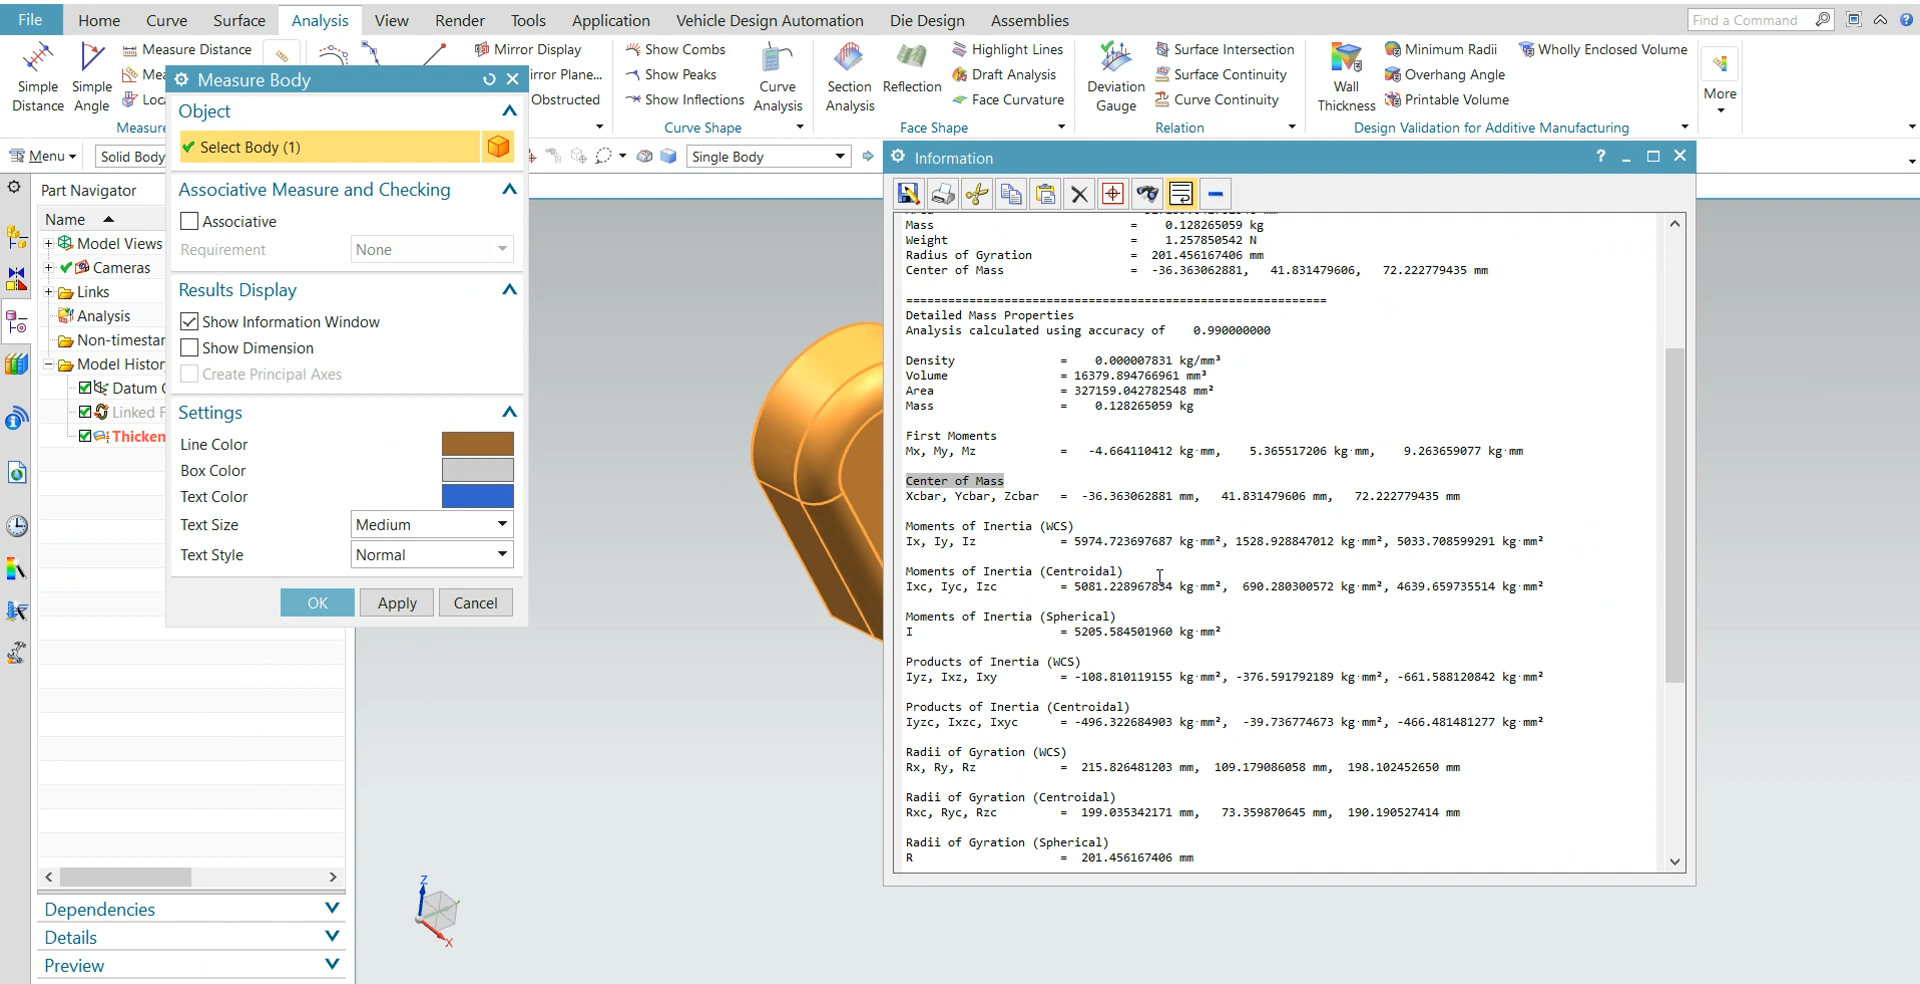 File Home Curve Surface Analysis View Render Tools Application Vehicle Design Automation Die Design Assemblies Find a Command
Simple Distance
Simple Angle
Measure Distance
Measur
Mirror Display
irror Plane...
Obstructed
Show Combs
Show Peaks
Show Inflections
Curve Analysis
Curve Shape
Section Analysis
Reflection
Highlight Lines
Draft Analysis
Face Curvature
Face Shape
Deviation Gauge
Surface Intersection
Surface Continuity
Curve Continuity
Relation
Wall Thickness
Minimum Radii
Overhang Angle
Printable Volume
Wholly Enclosed Volume
Design Validation for Additive Manufacturing
More
Menu
Solid Body
Single Body
Part Navigator
Name
Model Views
Cameras
Links
Analysis
Non-timestar
Model Histor
Datum C
Linked F
Thicken
Dependencies
Details
Preview
Measure Body
Object
Select Body (1)
Associative Measure and Checking
Associative
Requirement None
Results Display
Show Information Window
Show Dimension
Create Principal Axes
Settings
Line Color
Box Color
Text Color
Text Size Medium
Text Style Normal
OK Apply Cancel
Z
X
Information
Mass = 0.128265059 kg
Weight = 1.257850542 N
Radius of Gyration = 201.456167406 mm
Center of Mass = -36.363062881, 41.831479606, 72.222779435 mm
============================================================
Detailed Mass Properties
Analysis calculated using accuracy of 0.990000000
Density = 0.000007831 kg/mm³
Volume = 16379.894766961 mm³
Area = 327159.042782548 mm²
Mass = 0.128265059 kg
First Moments
Mx, My, Mz = -4.664110412 kg·mm, 5.365517206 kg·mm, 9.263659077 kg·mm
Center of Mass
Xcbar, Ycbar, Zcbar = -36.363062881 mm, 41.831479606 mm, 72.222779435 mm
Moments of Inertia (WCS)
Ix, Iy, Iz = 5974.723697687 kg·mm², 1528.928847012 kg·mm², 5033.708599291 kg·mm²
Moments of Inertia (Centroidal)
Ixc, Iyc, Izc = 5081.228967834 kg·mm², 690.280300572 kg·mm², 4639.659735514 kg·mm²
Moments of Inertia (Spherical)
I = 5205.584501960 kg·mm²
Products of Inertia (WCS)
Iyz, Ixz, Ixy = -108.810119155 kg·mm², -376.591792189 kg·mm², -661.588120842 kg·mm²
Products of Inertia (Centroidal)
Iyzc, Ixzc, Ixyc = -496.322684903 kg·mm², -39.736774673 kg·mm², -466.481481277 kg·mm²
Radii of Gyration (WCS)
Rx, Ry, Rz = 215.826481203 mm, 109.179086058 mm, 198.102452650 mm
Radii of Gyration (Centroidal)
Rxc, Ryc, Rzc = 199.035342171 mm, 73.359870645 mm, 190.190527414 mm
Radii of Gyration (Spherical)
R = 201.456167406 mm